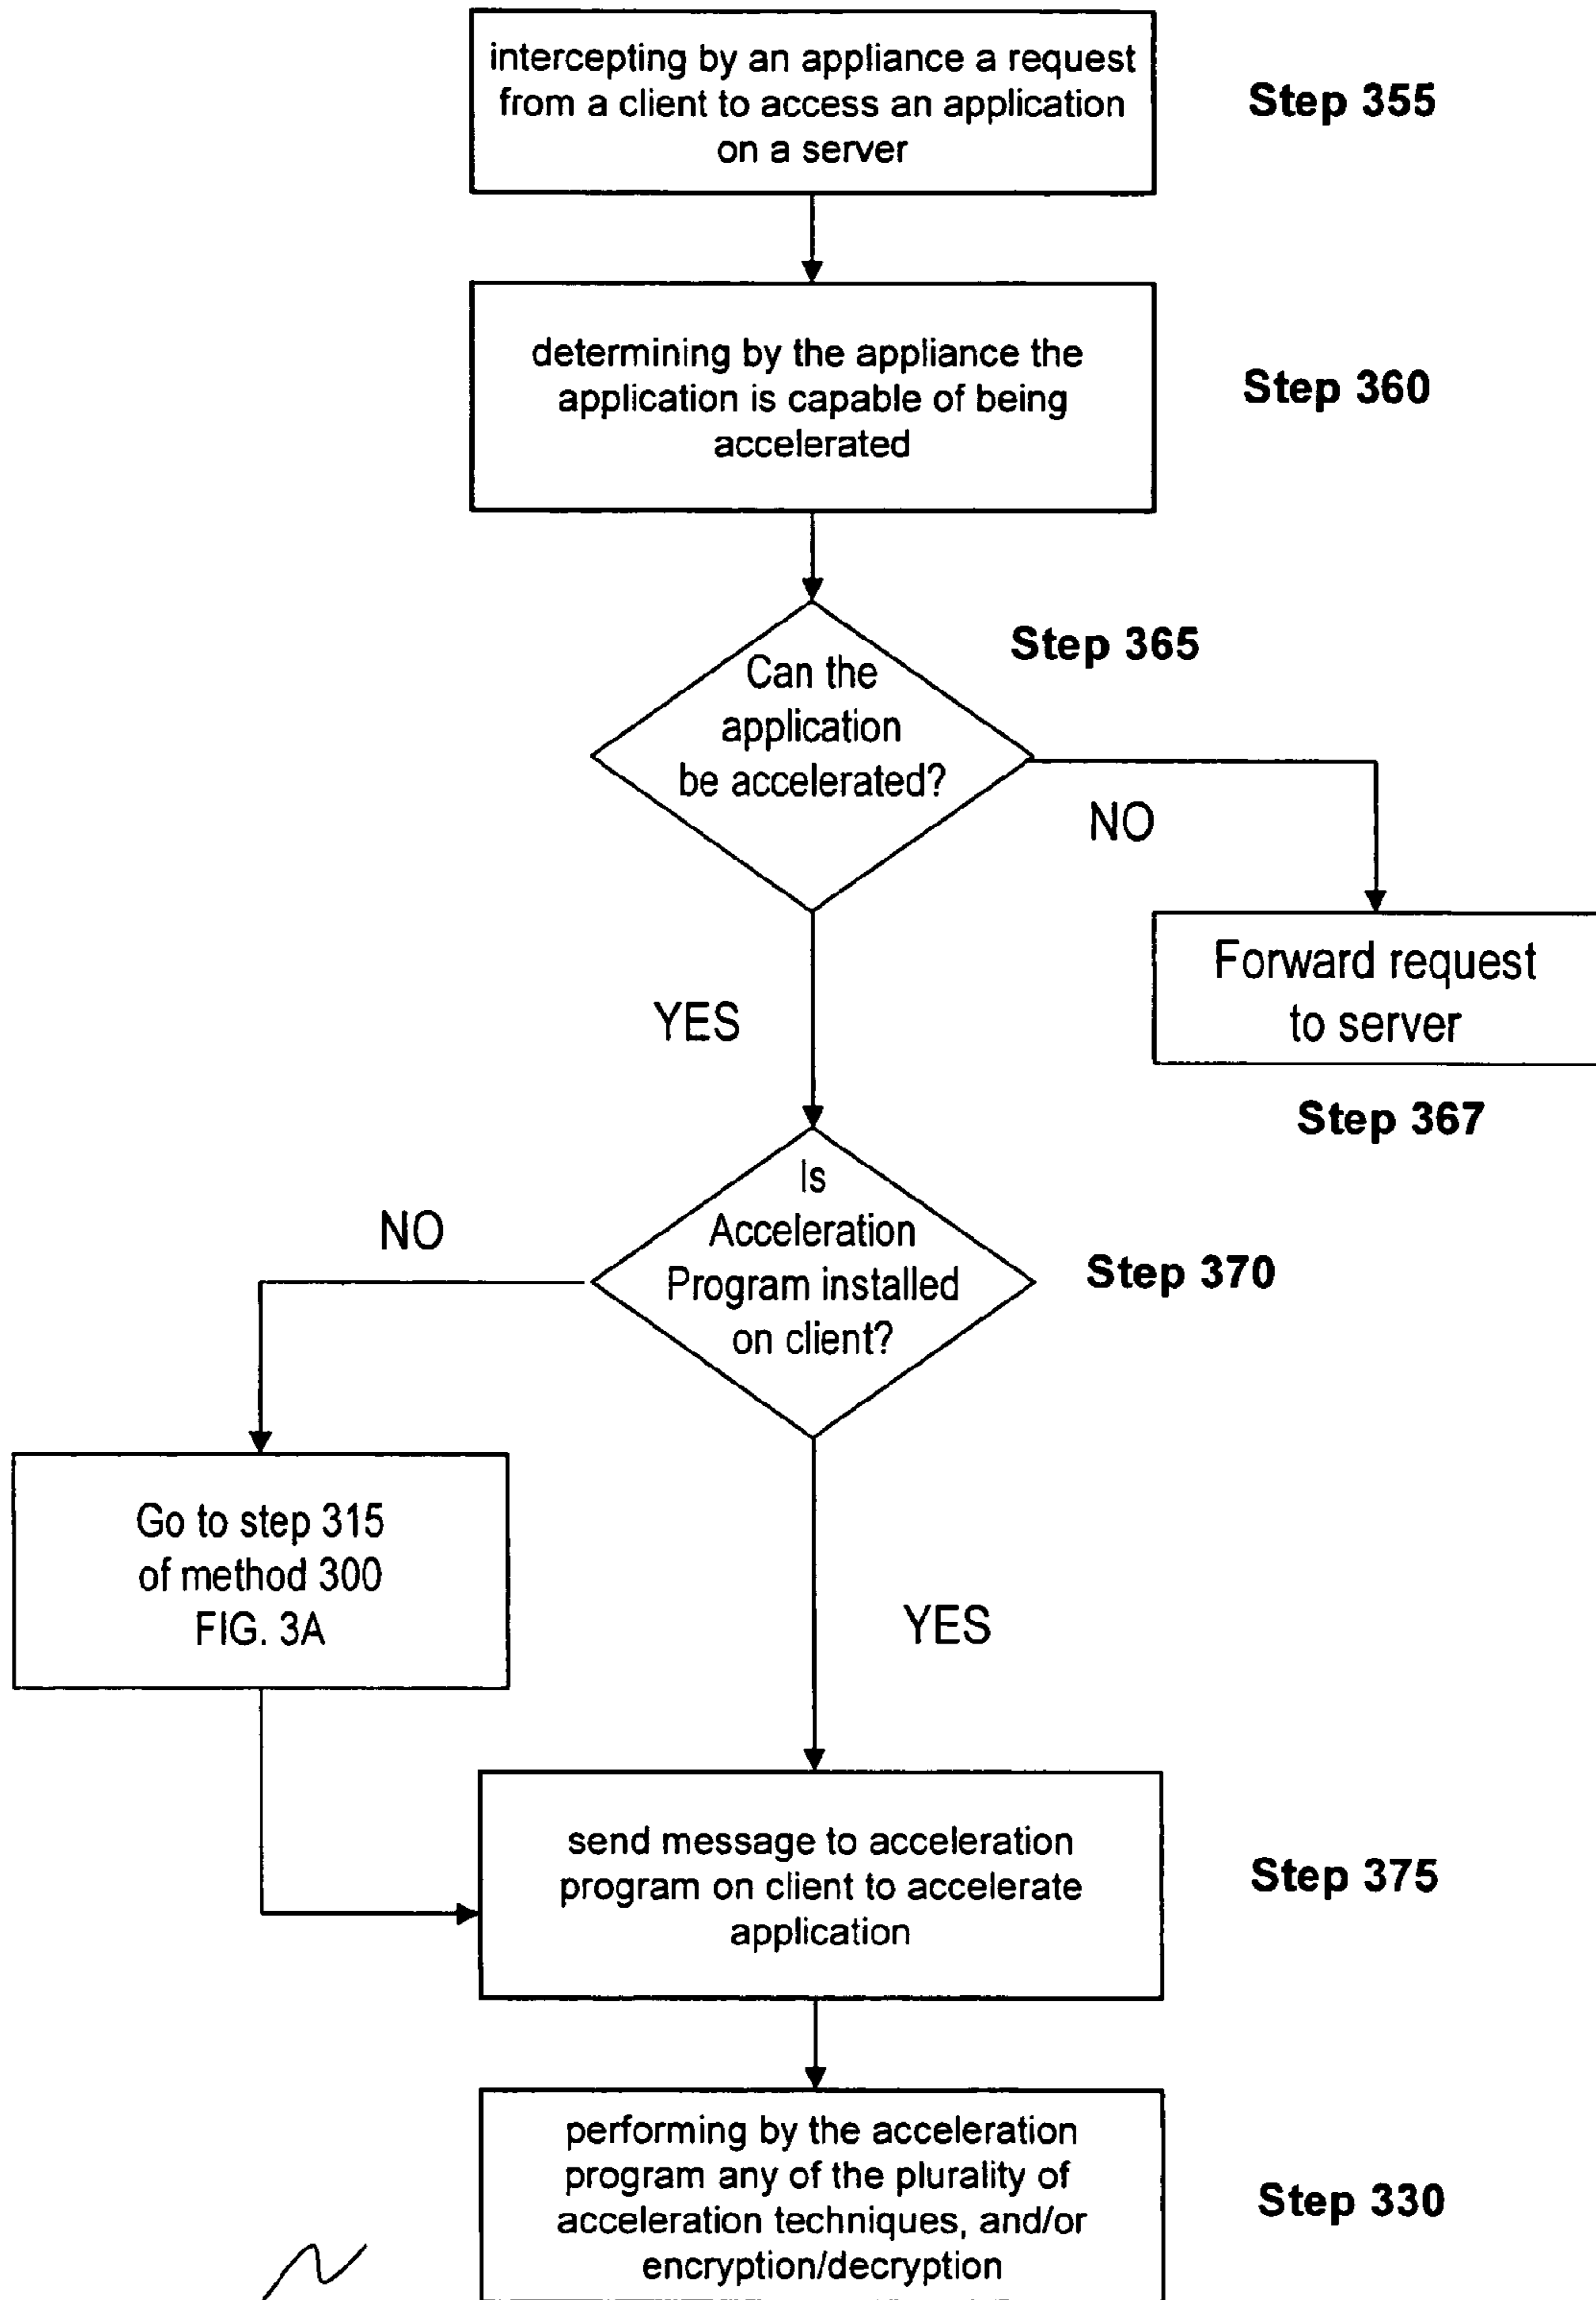 intercepting by an appliance a request
from a client to access an application
on a server
Step 355
determining by the appliance the
application is capable of being
accelerated
Step 360
Step 365
Can the
application
be accelerated?
NO
Forward request
to server
Step 367
YES
Is
Acceleration
Program installed
on client?
Step 370
NO
Go to step 315
of method 300
FIG. 3A
YES
send message to acceleration
program on client to accelerate
application
Step 375
performing by the acceleration
program any of the plurality of
acceleration techniques, and/or
encryption/decryption
Step 330